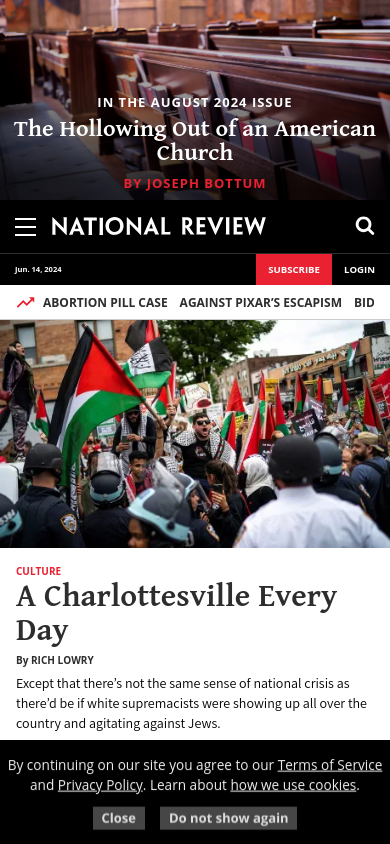 IN THE AUGUST 2024 ISSUE
The Hollowing Out of an American
Church
BY JOSEPH BOTTUM
NATIONAL REVIEW
Jun. 14, 2024
SUBSCRIBE
LOGIN
ABORTION PILL CASE AGAINST PIXAR'S ESCAPISM BID
CULTURE
A Charlottesville Every
Day
By RICH LOWRY
Except that there's not the same sense of national crisis as
there'd be if white supremacists were showing up all over the
country and agitating against Jews.
By continuing on our site you agree to our Terms of Service
and Privacy Policy. Learn about how we use cookies.
Close
Do not show again